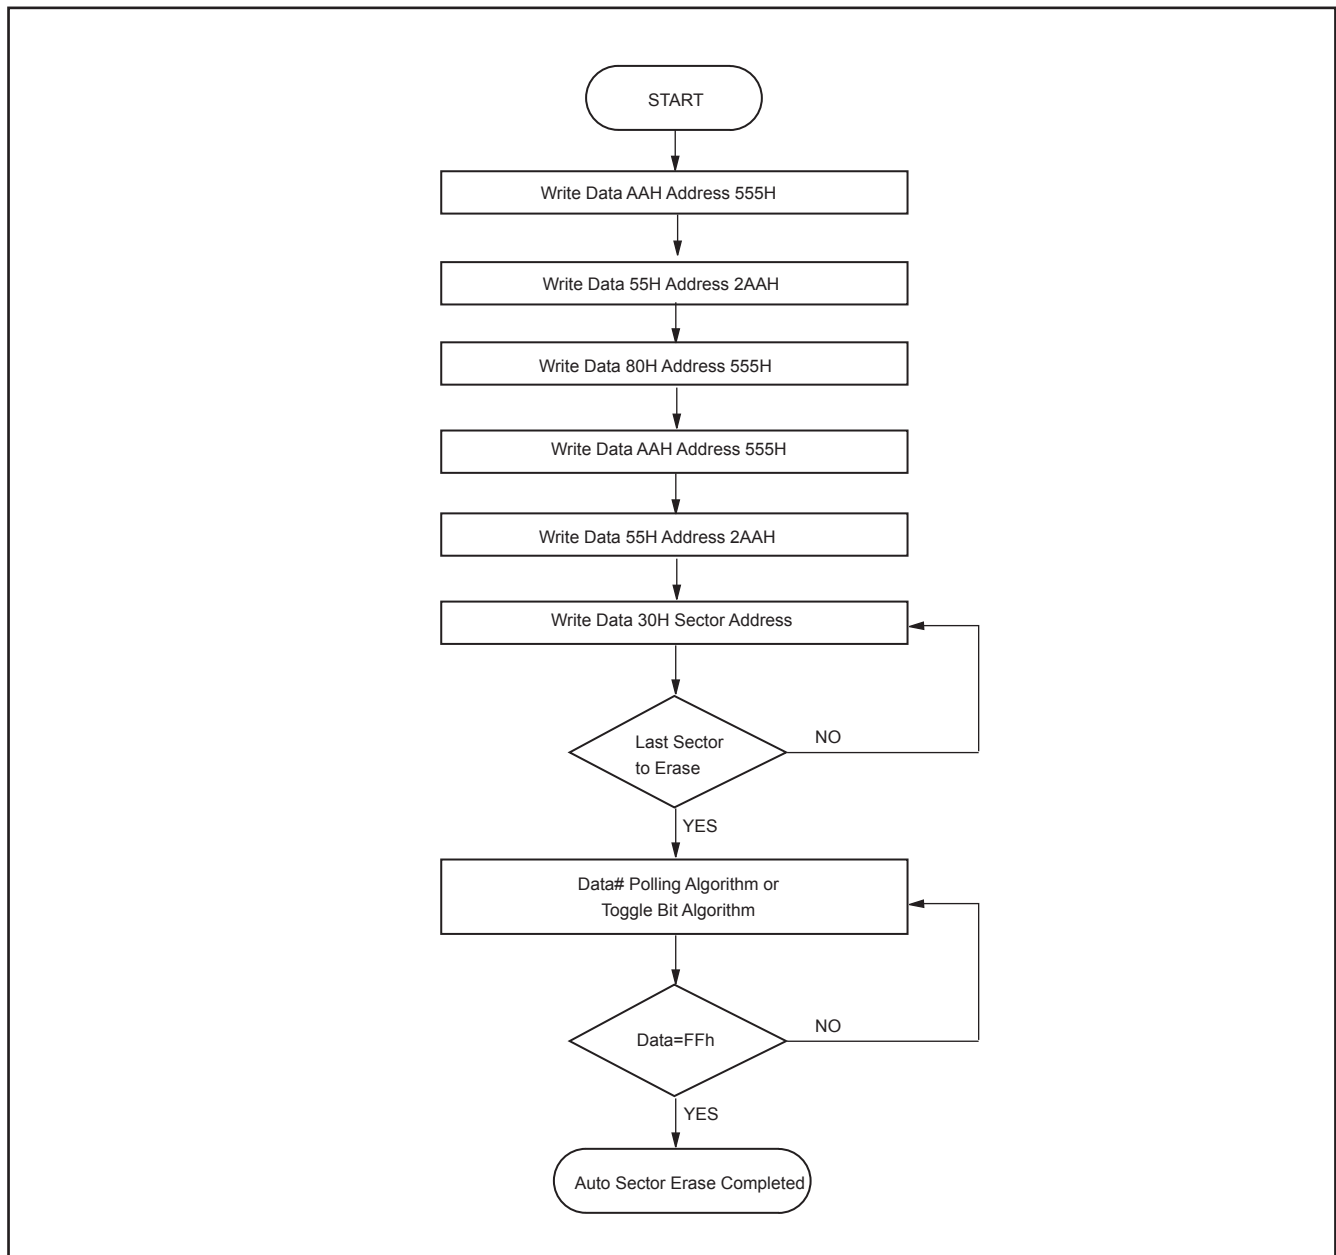 START
Write Data AAH Address 555H
Write Data 55H Address 2AAH
Write Data 80H Address 555H
Write Data AAH Address 555H
Write Data 55H Address 2AAH
Write Data 30H Sector Address
Last Sector
to Erase
NO
YES
Data# Polling Algorithm or
Toggle Bit Algorithm
Data=FFh
NO
YES
Auto Sector Erase Completed